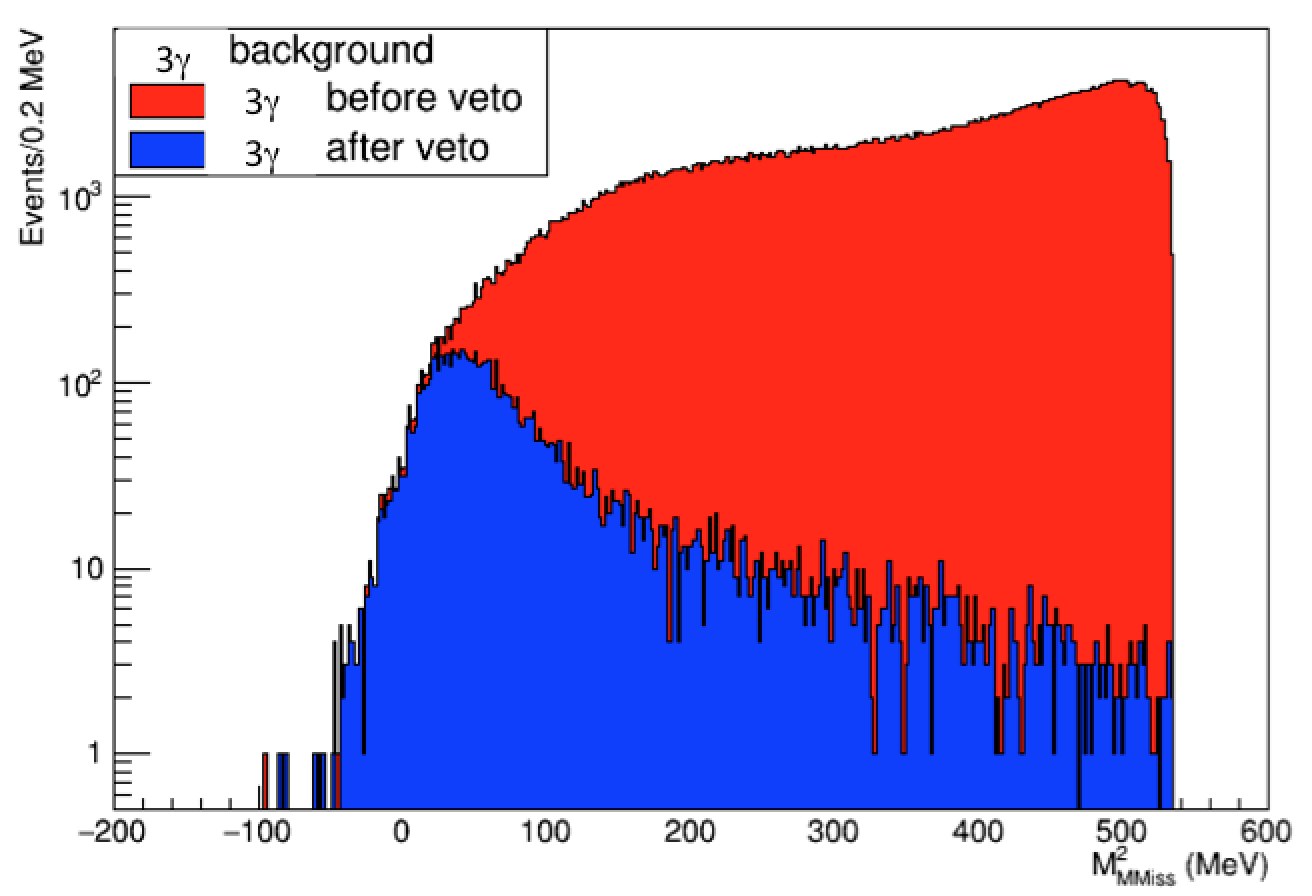 3γ background
3γ before veto
3γ after veto
Events/0.2 MeV
10³
10²
10
1
−200 −100 0 100 200 300 400 500 600
M²MMiss (MeV)